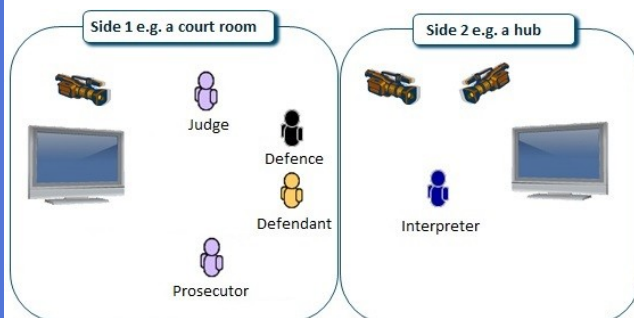 Side 1 e.g. a court room
Side 2 e.g. a hub
Judge
Defence
Defendant
Interpreter
Prosecutor